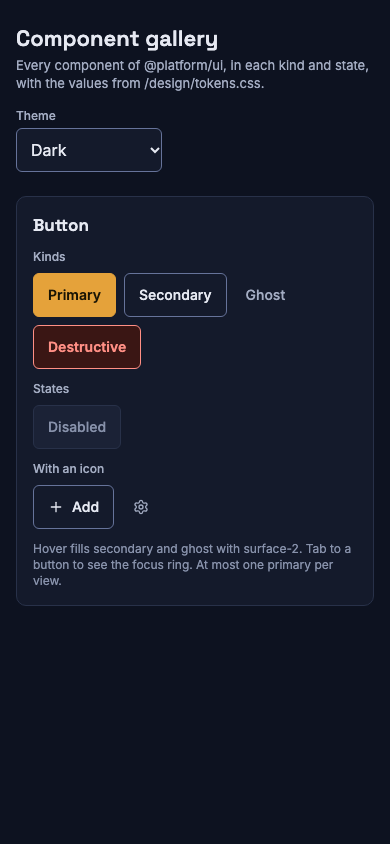 Component gallery
Every component of @platform/ui, in each kind and state,
with the values from /design/tokens.css.
Theme
Dark
Button
Kinds
Primary
Secondary
Ghost
Destructive
States
Disabled
With an icon
+ Add
Hover fills secondary and ghost with surface-2. Tab to a
button to see the focus ring. At most one primary per
view.